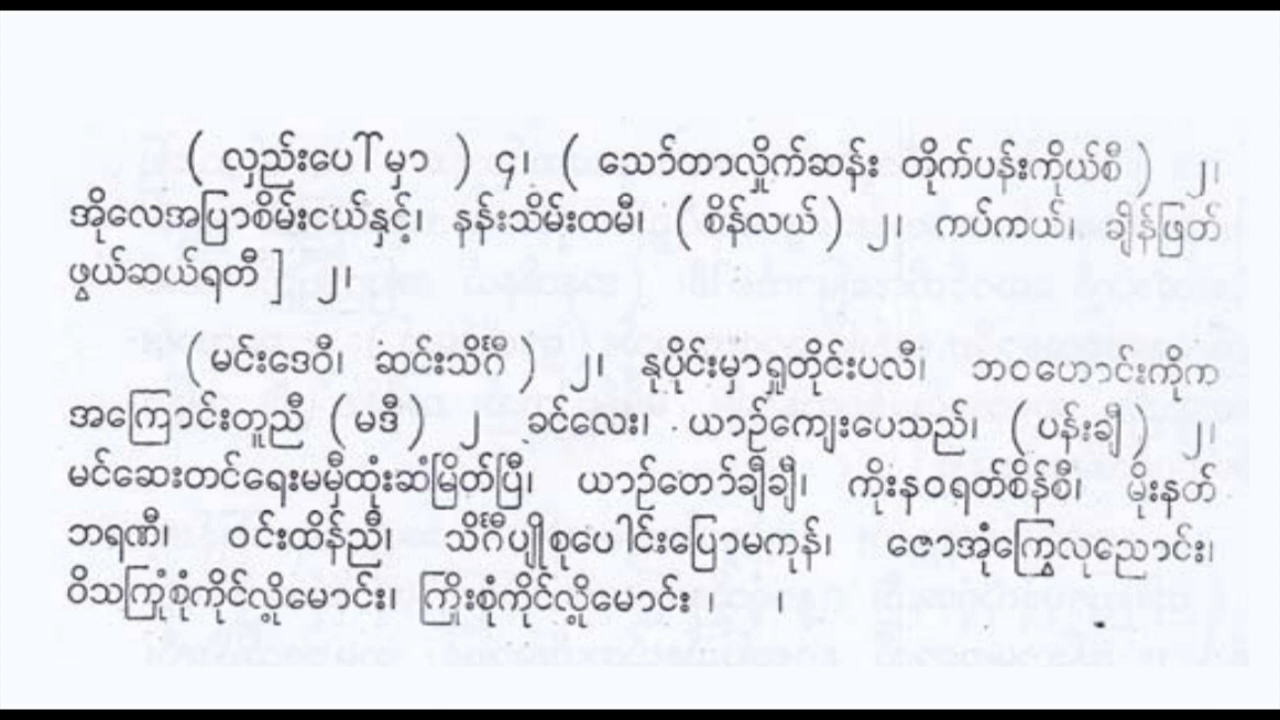 ( လှည်းပေါ်မှာ ) ၄၊ ( သော်တာလှိုက်ဆန်း တိုက်ပန်းကိုယ်စီ ) ၂၊
အိုလေအပြာစိမ်းငယ်နှင့်၊ နန်းသိမ်းထမီ၊ ( စိန်လယ် ) ၂၊ ကပ်ကယ်၊ ချိန်ဖြတ်
ဖွယ်ဆယ်ရတီ ] ၂၊
( မင်းဒေဝီ၊ ဆင်းသိင်္ဂီ ) ၂၊ နုပိုင်းမှာရှုတိုင်းပလီ၊ ဘဝဟောင်းကိုက
အကြောင်းတူညီ ( မဒီ ) ၂ ခင်လေး၊ ယာဉ်ကျေးပေသည်၊ ( ပန်းချီ ) ၂၊
မင်ဆေးတင်ရေးမမှီထုံးဆံမြိတ်ပြီ၊ ယာဉ်တော်ချီချီ၊ ကိုးနဝရတ်စိန်စီ၊ မိုးနတ်
ဘရဏီ၊ ဝင်းထိန်ညီ၊ သိင်္ဂီပျိုစုပေါင်းပြောမကုန်၊ ဇောအုံကြွေလုညောင်း၊
ဝိသကြုံစုံကိုင်လို့မောင်း၊ ကြိုးစုံကိုင်လို့မောင်း ၊ ၊